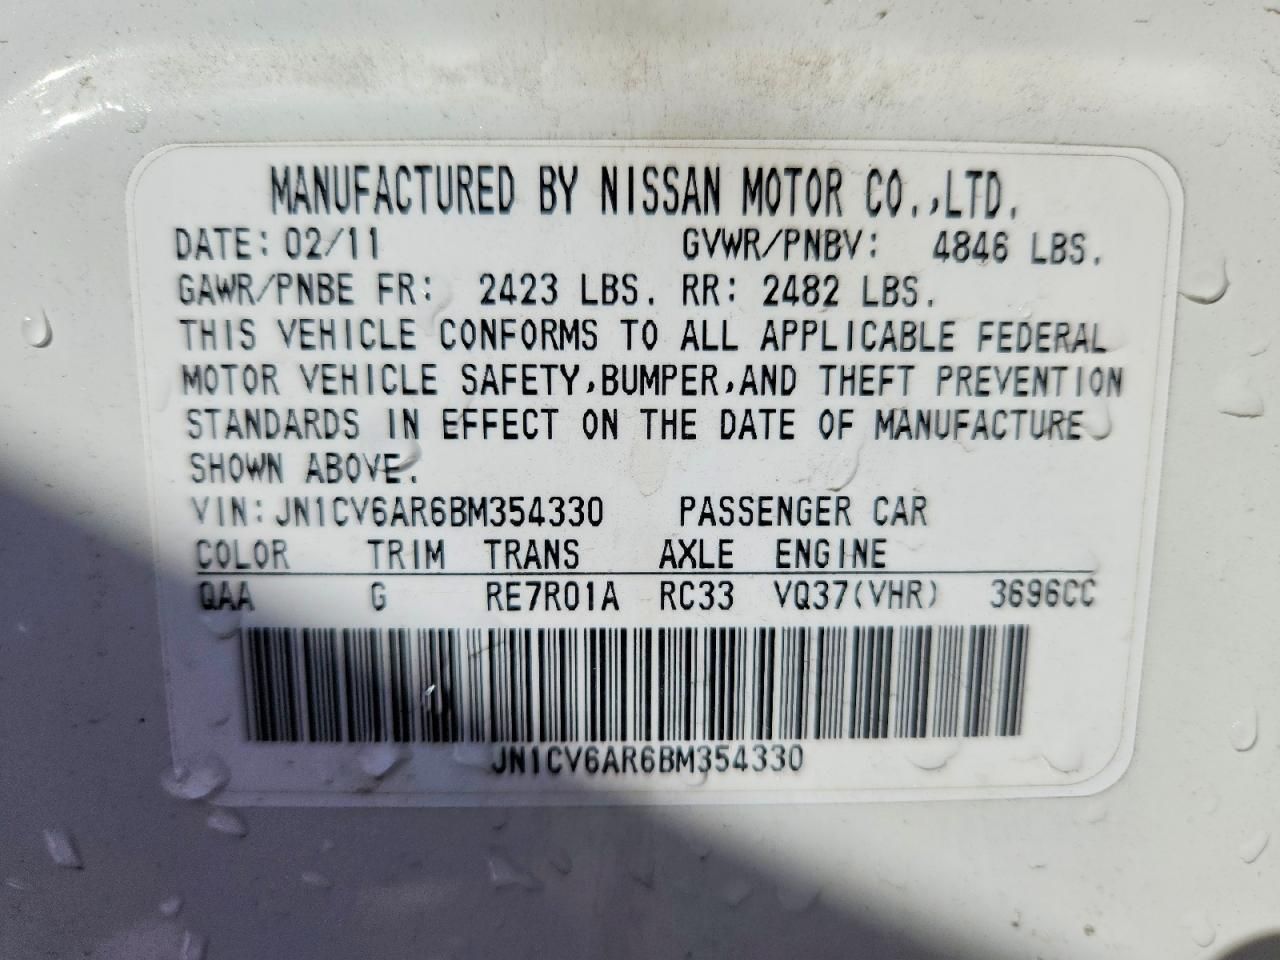 MANUFACTURED BY NISSAN MOTOR CO.,LTD.
DATE: 02/11 GVWR/PNBV: 4846 LBS.
GAWR/PNBE FR: 2423 LBS. RR: 2482 LBS.
THIS VEHICLE CONFORMS TO ALL APPLICABLE FEDERAL
MOTOR VEHICLE SAFETY,BUMPER,AND THEFT PREVENTION
STANDARDS IN EFFECT ON THE DATE OF MANUFACTURE
SHOWN ABOVE.
VIN: JN1CV6AR6BM354330 PASSENGER CAR
COLOR TRIM TRANS AXLE ENGINE
QAA G RE7R01A RC33 VQ37(VHR) 3696CC
JN1CV6AR6BM354330